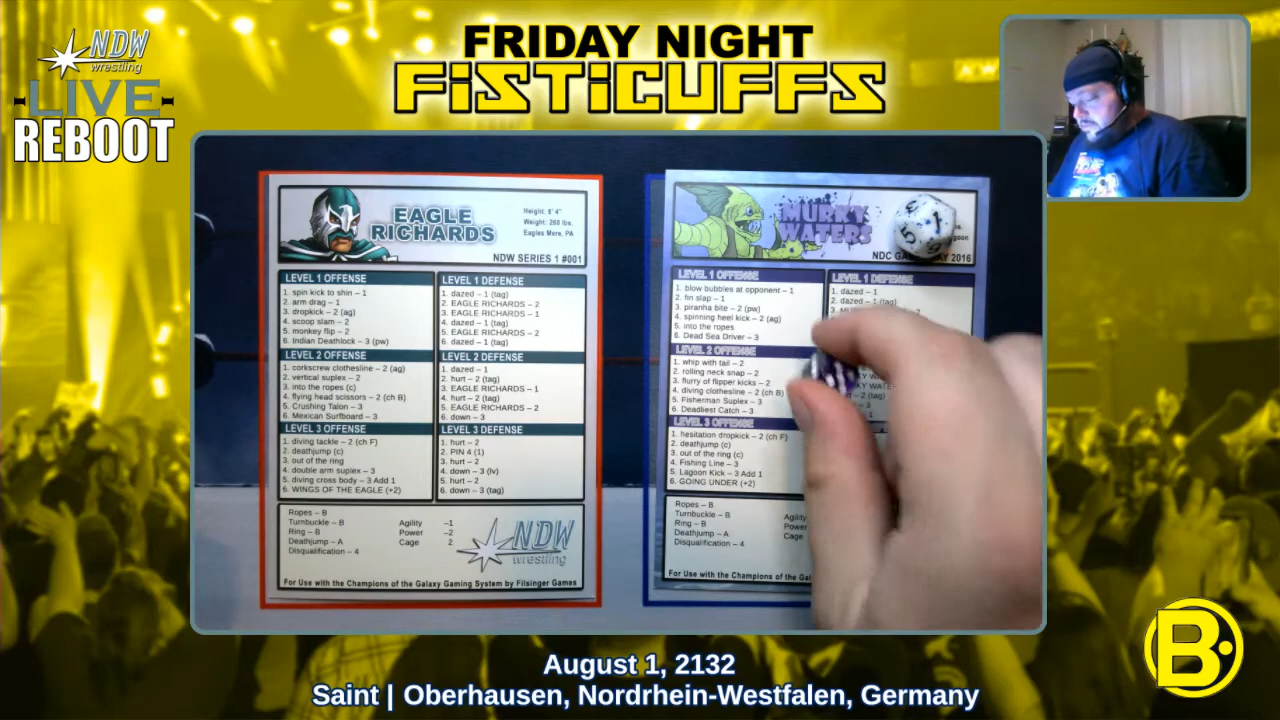 NDW
wrestling
LIVE
REBOOT
FRIDAY NIGHT
FiSTiCUFFS
EAGLE
RICHARDS
Height: 6' 4"
Weight: 260 lbs.
Eagles Mere, PA
NDW SERIES 1 #001
LEVEL 1 OFFENSE
1. spin kick to shin – 1
2. arm drag – 1
3. dropkick – 2 (ag)
4. scoop slam – 2
5. monkey flip – 2
6. Indian Deathlock – 3 (pw)
LEVEL 1 DEFENSE
1. dazed – 1 (tag)
2. EAGLE RICHARDS – 2
3. EAGLE RICHARDS – 1
4. dazed – 1 (tag)
5. EAGLE RICHARDS – 2
6. dazed – 1 (tag)
LEVEL 2 OFFENSE
1. corkscrew clothesline – 2 (ag)
2. vertical suplex – 2
3. into the ropes (c)
4. flying head scissors – 2 (ch B)
5. Crushing Talon – 3
6. Mexican Surfboard – 3
LEVEL 2 DEFENSE
1. dazed – 1
2. hurt – 2 (tag)
3. EAGLE RICHARDS – 1
4. hurt – 2 (tag)
5. EAGLE RICHARDS – 2
6. down – 3
LEVEL 3 OFFENSE
1. diving tackle – 2 (ch F)
2. deathjump (c)
3. out of the ring
4. double arm suplex – 3
5. diving cross body – 3 Add 1
6. WINGS OF THE EAGLE (+2)
LEVEL 3 DEFENSE
1. hurt – 2
2. PIN 4 (1)
3. hurt – 2
4. down – 3 (lv)
5. hurt – 2
6. down – 3 (tag)
Ropes – B
Turnbuckle – B
Ring – B
Deathjump – A
Disqualification – 4
Agility –1
Power –2
Cage 2
NDW
wrestling
For Use with the Champions of the Galaxy Gaming System by Filsinger Games
MURKY
WATERS
NDC 2016
LEVEL 1 OFFENSE
1. blow bubbles at opponent – 1
2. fin slap – 1
3. piranha bite – 2 (pw)
4. spinning heel kick – 2 (ag)
5. into the ropes
6. Dead Sea Driver – 3
LEVEL 1 DEFENSE
1. dazed – 1
2. dazed – 1 (tag)
LEVEL 2 OFFENSE
1. whip with tail – 2
2. rolling neck snap – 2
3. flurry of flipper kicks – 2
4. diving clothesline – 2 (ch B)
5. Fisherman Suplex – 3
6. Deadliest Catch – 3
LEVEL 3 OFFENSE
1. hesitation dropkick – 2 (ch F)
2. deathjump (c)
3. out of the ring (c)
4. Fishing Line – 3
5. Lagoon Kick – 3 Add 1
6. GOING UNDER (+2)
Ropes – B
Turnbuckle – B
Ring – B
Deathjump – A
Disqualification – 4
Agility
Power
Cage
For Use with the Champions of the
August 1, 2132
Saint | Oberhausen, Nordrhein-Westfalen, Germany
B